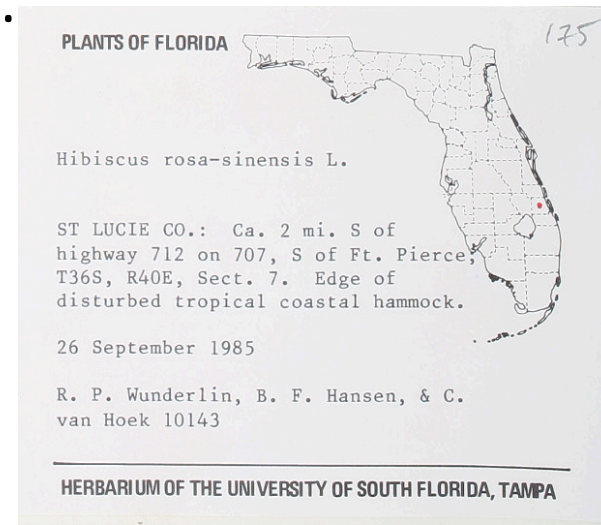 175
PLANTS OF FLORIDA
Hibiscus rosa-sinensis L.
ST LUCIE CO.: Ca. 2 mi. S of
highway 712 on 707, S of Ft. Pierce,
T36S, R40E, Sect. 7. Edge of
disturbed tropical coastal hammock.
26 September 1985
R. P. Wunderlin, B. F. Hansen, & C.
van Hoek 10143
HERBARIUM OF THE UNIVERSITY OF SOUTH FLORIDA, TAMPA